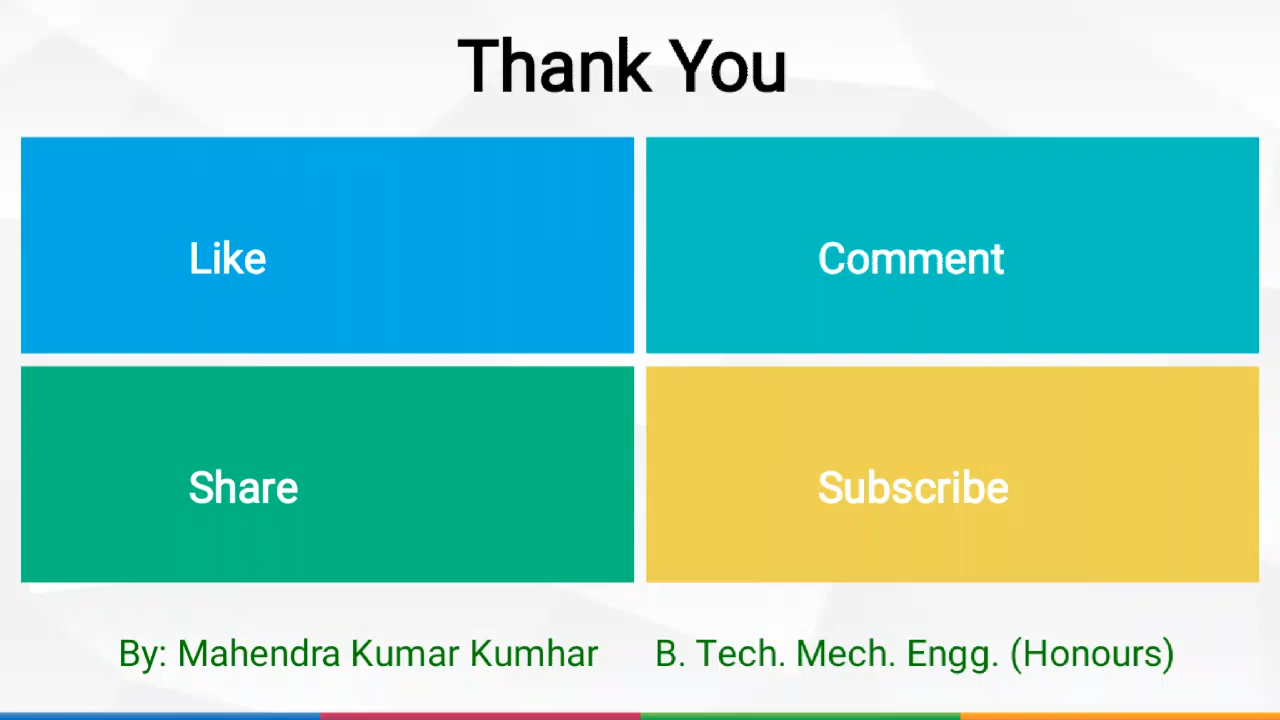 Thank You
Like
Comment
Share
Subscribe
By: Mahendra Kumar Kumhar B. Tech. Mech. Engg. (Honours)